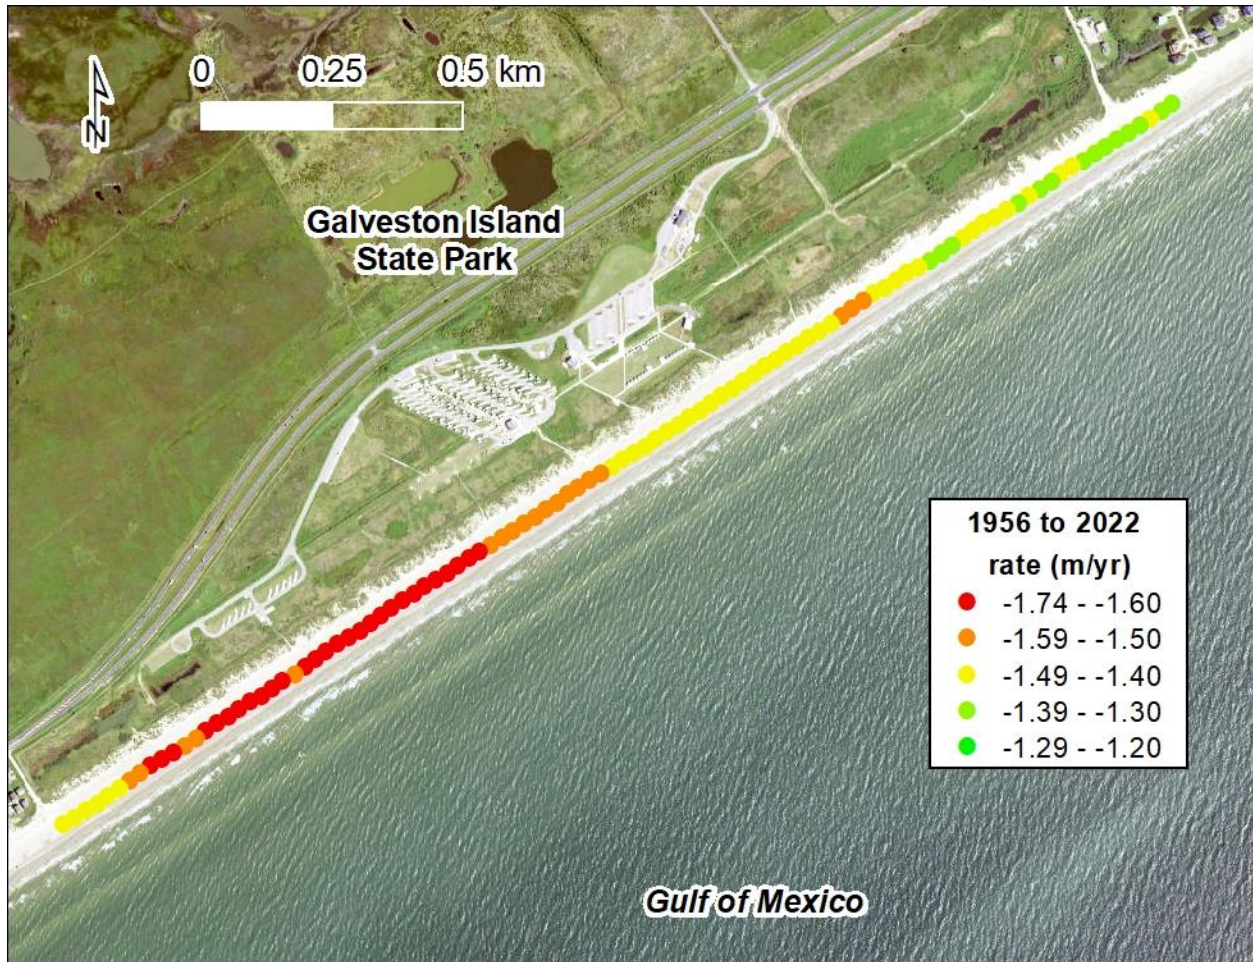 0 0.25 0.5 km
N
Galveston Island
State Park
1956 to 2022
rate (m/yr)
-1.74 - -1.60
-1.59 - -1.50
-1.49 - -1.40
-1.39 - -1.30
-1.29 - -1.20
Gulf of Mexico